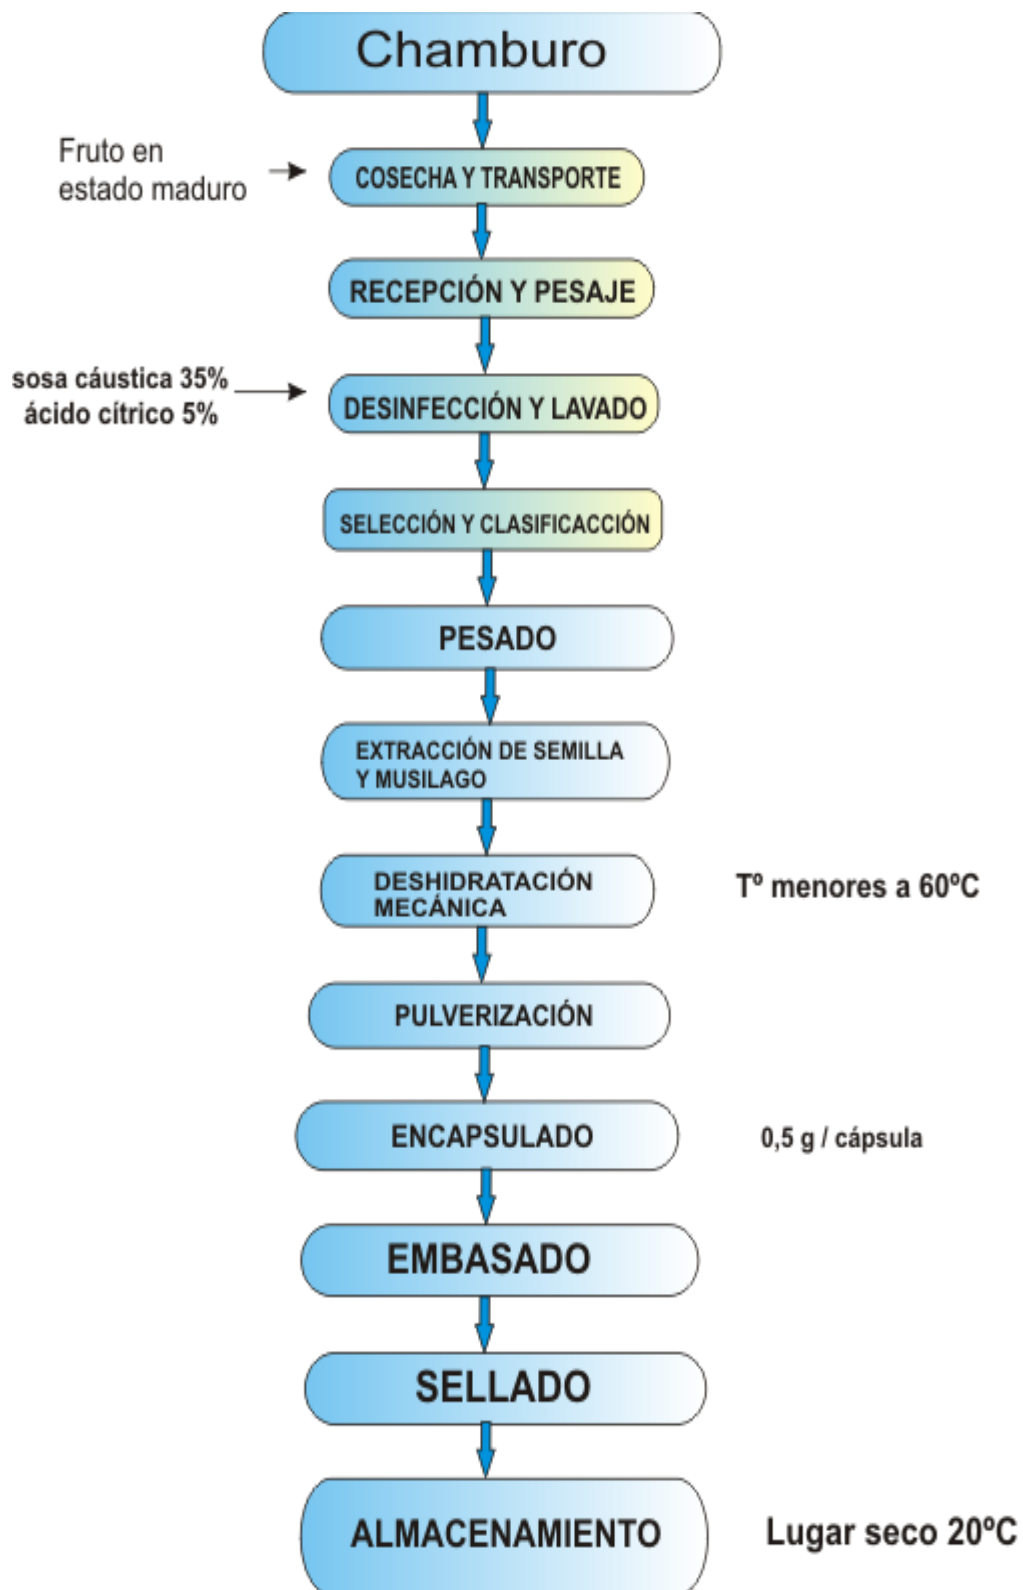 Chamburo
Fruto en
estado maduro
COSECHA Y TRANSPORTE
RECEPCIÓN Y PESAJE
sosa cáustica 35%
ácido cítrico 5%
DESINFECCIÓN Y LAVADO
SELECCIÓN Y CLASIFICACCIÓN
PESADO
EXTRACCIÓN DE SEMILLA
Y MUSILAGO
DESHIDRATACIÓN
MECÁNICA
Tº menores a 60ºC
PULVERIZACIÓN
ENCAPSULADO
0,5 g / cápsula
EMBASADO
SELLADO
ALMACENAMIENTO
Lugar seco 20ºC